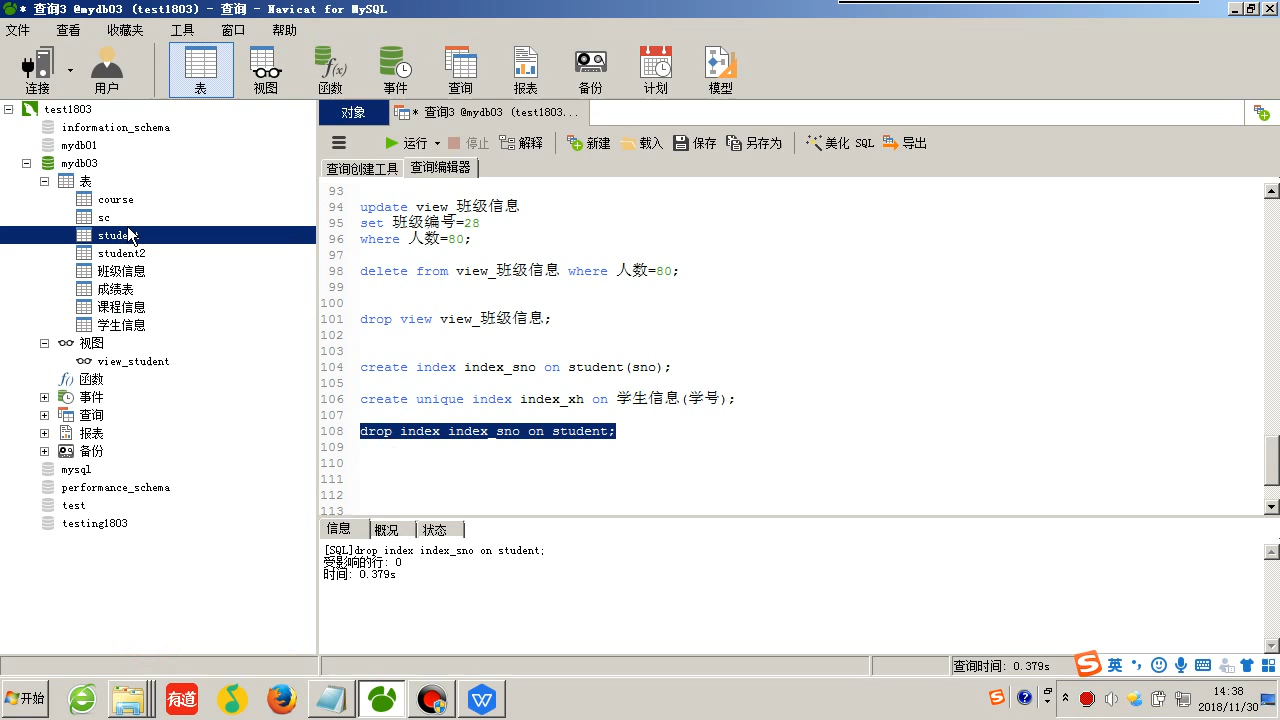 * 查询3 @mydb03 (test1803) - 查询 - Navicat for MySQL
文件 查看 收藏夹 工具 窗口 帮助
连接 用户 表 视图 函数 事件 查询 报表 备份 计划 模型
test1803
information_schema
mydb01
mydb03
表
course
student2
班级信息
成绩表
课程信息
学生信息
视图
view_student
函数
事件
查询
报表
备份
mysql
performance_schema
test
testing1803
对象 * 查询3 @mydb03 (test1803...
运行 停止 解释 新建 载入 保存 另存为 美化 SQL 导出
查询创建工具 查询编辑器
93
94 update view_班级信息
95 set 班级编号=28
96 where 人数=80;
97
98 delete from view_班级信息 where 人数=80;
99
100
101 drop view view_班级信息;
102
103
104 create index index_sno on student(sno);
105
106 create unique index index_xh on 学生信息(学号);
107
108 drop index index_sno on student;
109
110
111
112
113
信息 概况 状态
[SQL]drop index index_sno on student;
受影响的行: 0
时间: 0.379s
查询时间: 0.379s
英
开始 有道
14:38
2018/11/30